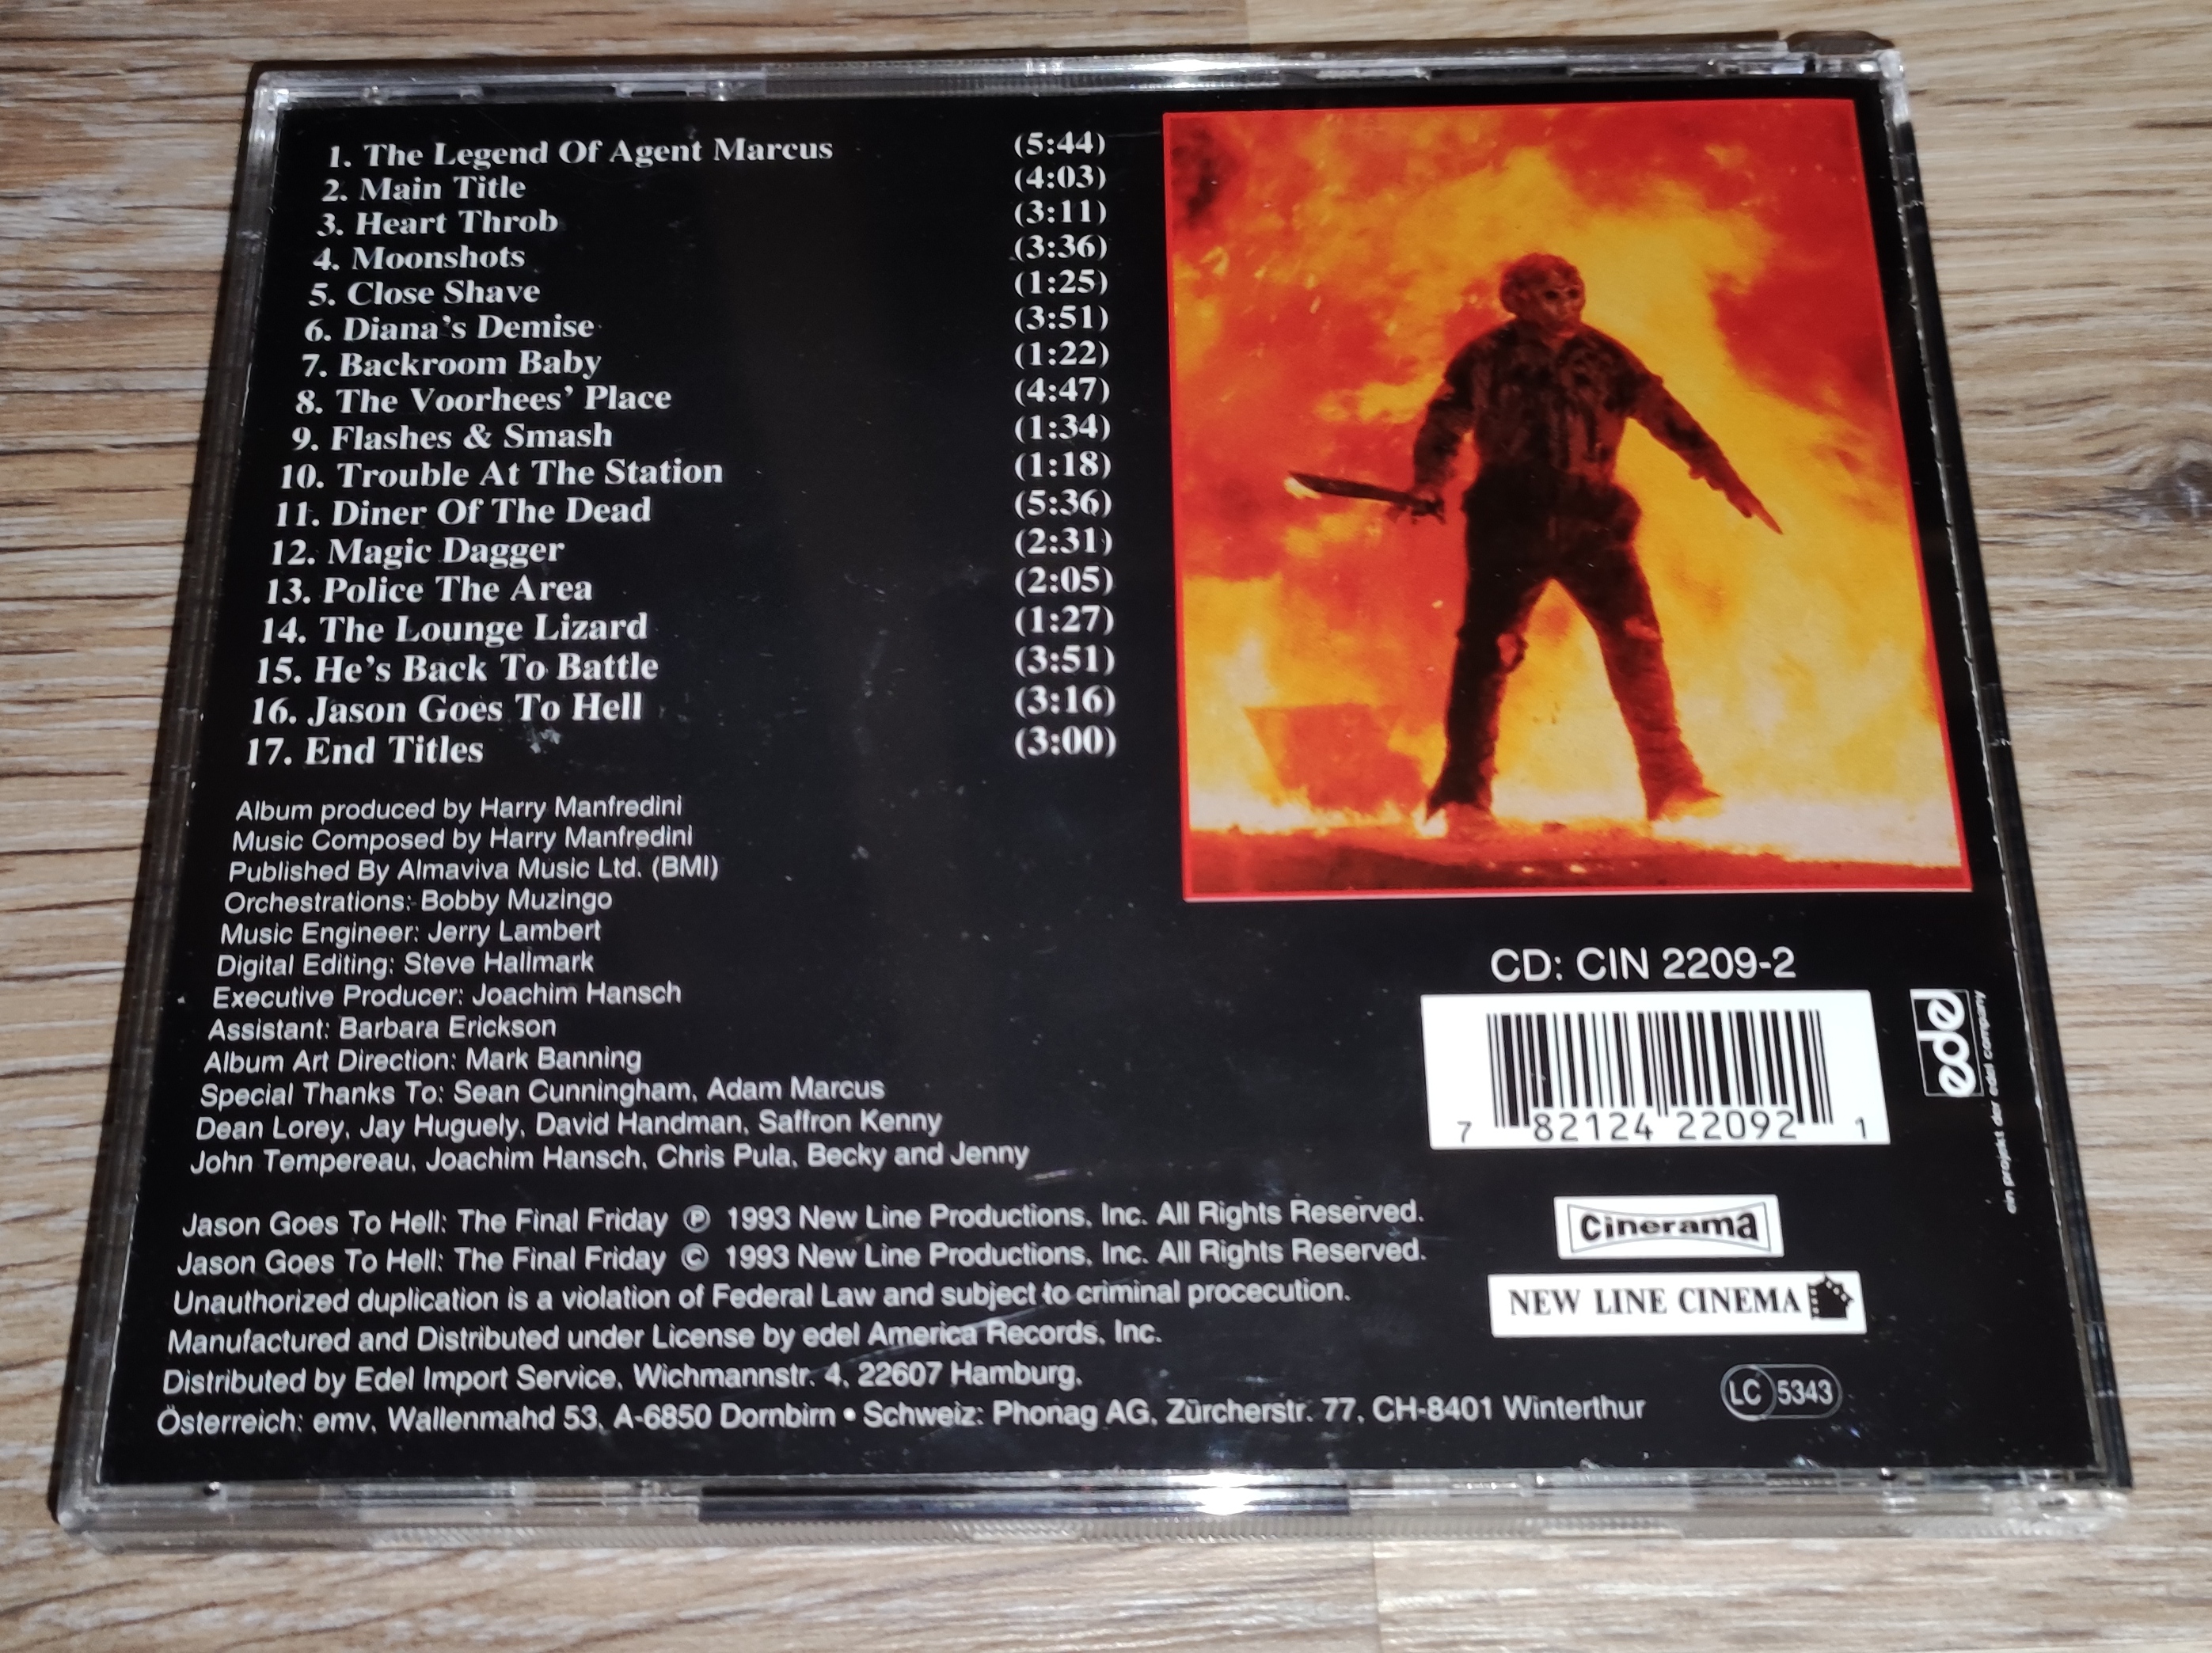 1. The Legend Of Agent Marcus (5:44)
2. Main Title (4:03)
3. Heart Throb (3:11)
4. Moonshots (3:36)
5. Close Shave (1:25)
6. Diana's Demise (3:51)
7. Backroom Baby (1:22)
8. The Voorhees' Place (4:47)
9. Flashes & Smash (1:34)
10. Trouble At The Station (1:18)
11. Diner Of The Dead (5:36)
12. Magic Dagger (2:31)
13. Police The Area (2:05)
14. The Lounge Lizard (1:27)
15. He's Back To Battle (3:51)
16. Jason Goes To Hell (3:16)
17. End Titles (3:00)
Album produced by Harry Manfredini
Music Composed by Harry Manfredini
Published By Almaviva Music Ltd. (BMI)
Orchestrations: Bobby Muzingo
Music Engineer: Jerry Lambert
Digital Editing: Steve Hallmark
Executive Producer: Joachim Hansch
Assistant: Barbara Erickson
Album Art Direction: Mark Banning
Special Thanks To: Sean Cunningham, Adam Marcus
Dean Lorey, Jay Huguely, David Handman, Saffron Kenny
John Tempereau, Joachim Hansch, Chris Pula, Becky and Jenny
Jason Goes To Hell: The Final Friday ℗ 1993 New Line Productions, Inc. All Rights Reserved.
Jason Goes To Hell: The Final Friday © 1993 New Line Productions, Inc. All Rights Reserved.
Unauthorized duplication is a violation of Federal Law and subject to criminal procecution.
Manufactured and Distributed under License by edel America Records, Inc.
Distributed by Edel Import Service, Wichmannstr. 4, 22607 Hamburg,
Österreich: emv, Wallenmahd 53, A-6850 Dornbirn • Schweiz: Phonag AG, Zürcherstr. 77, CH-8401 Winterthur
CD: CIN 2209-2
7 82124 22092 1
edel
ein projekt der edel company
Cinerama
NEW LINE CINEMA
LC 5343